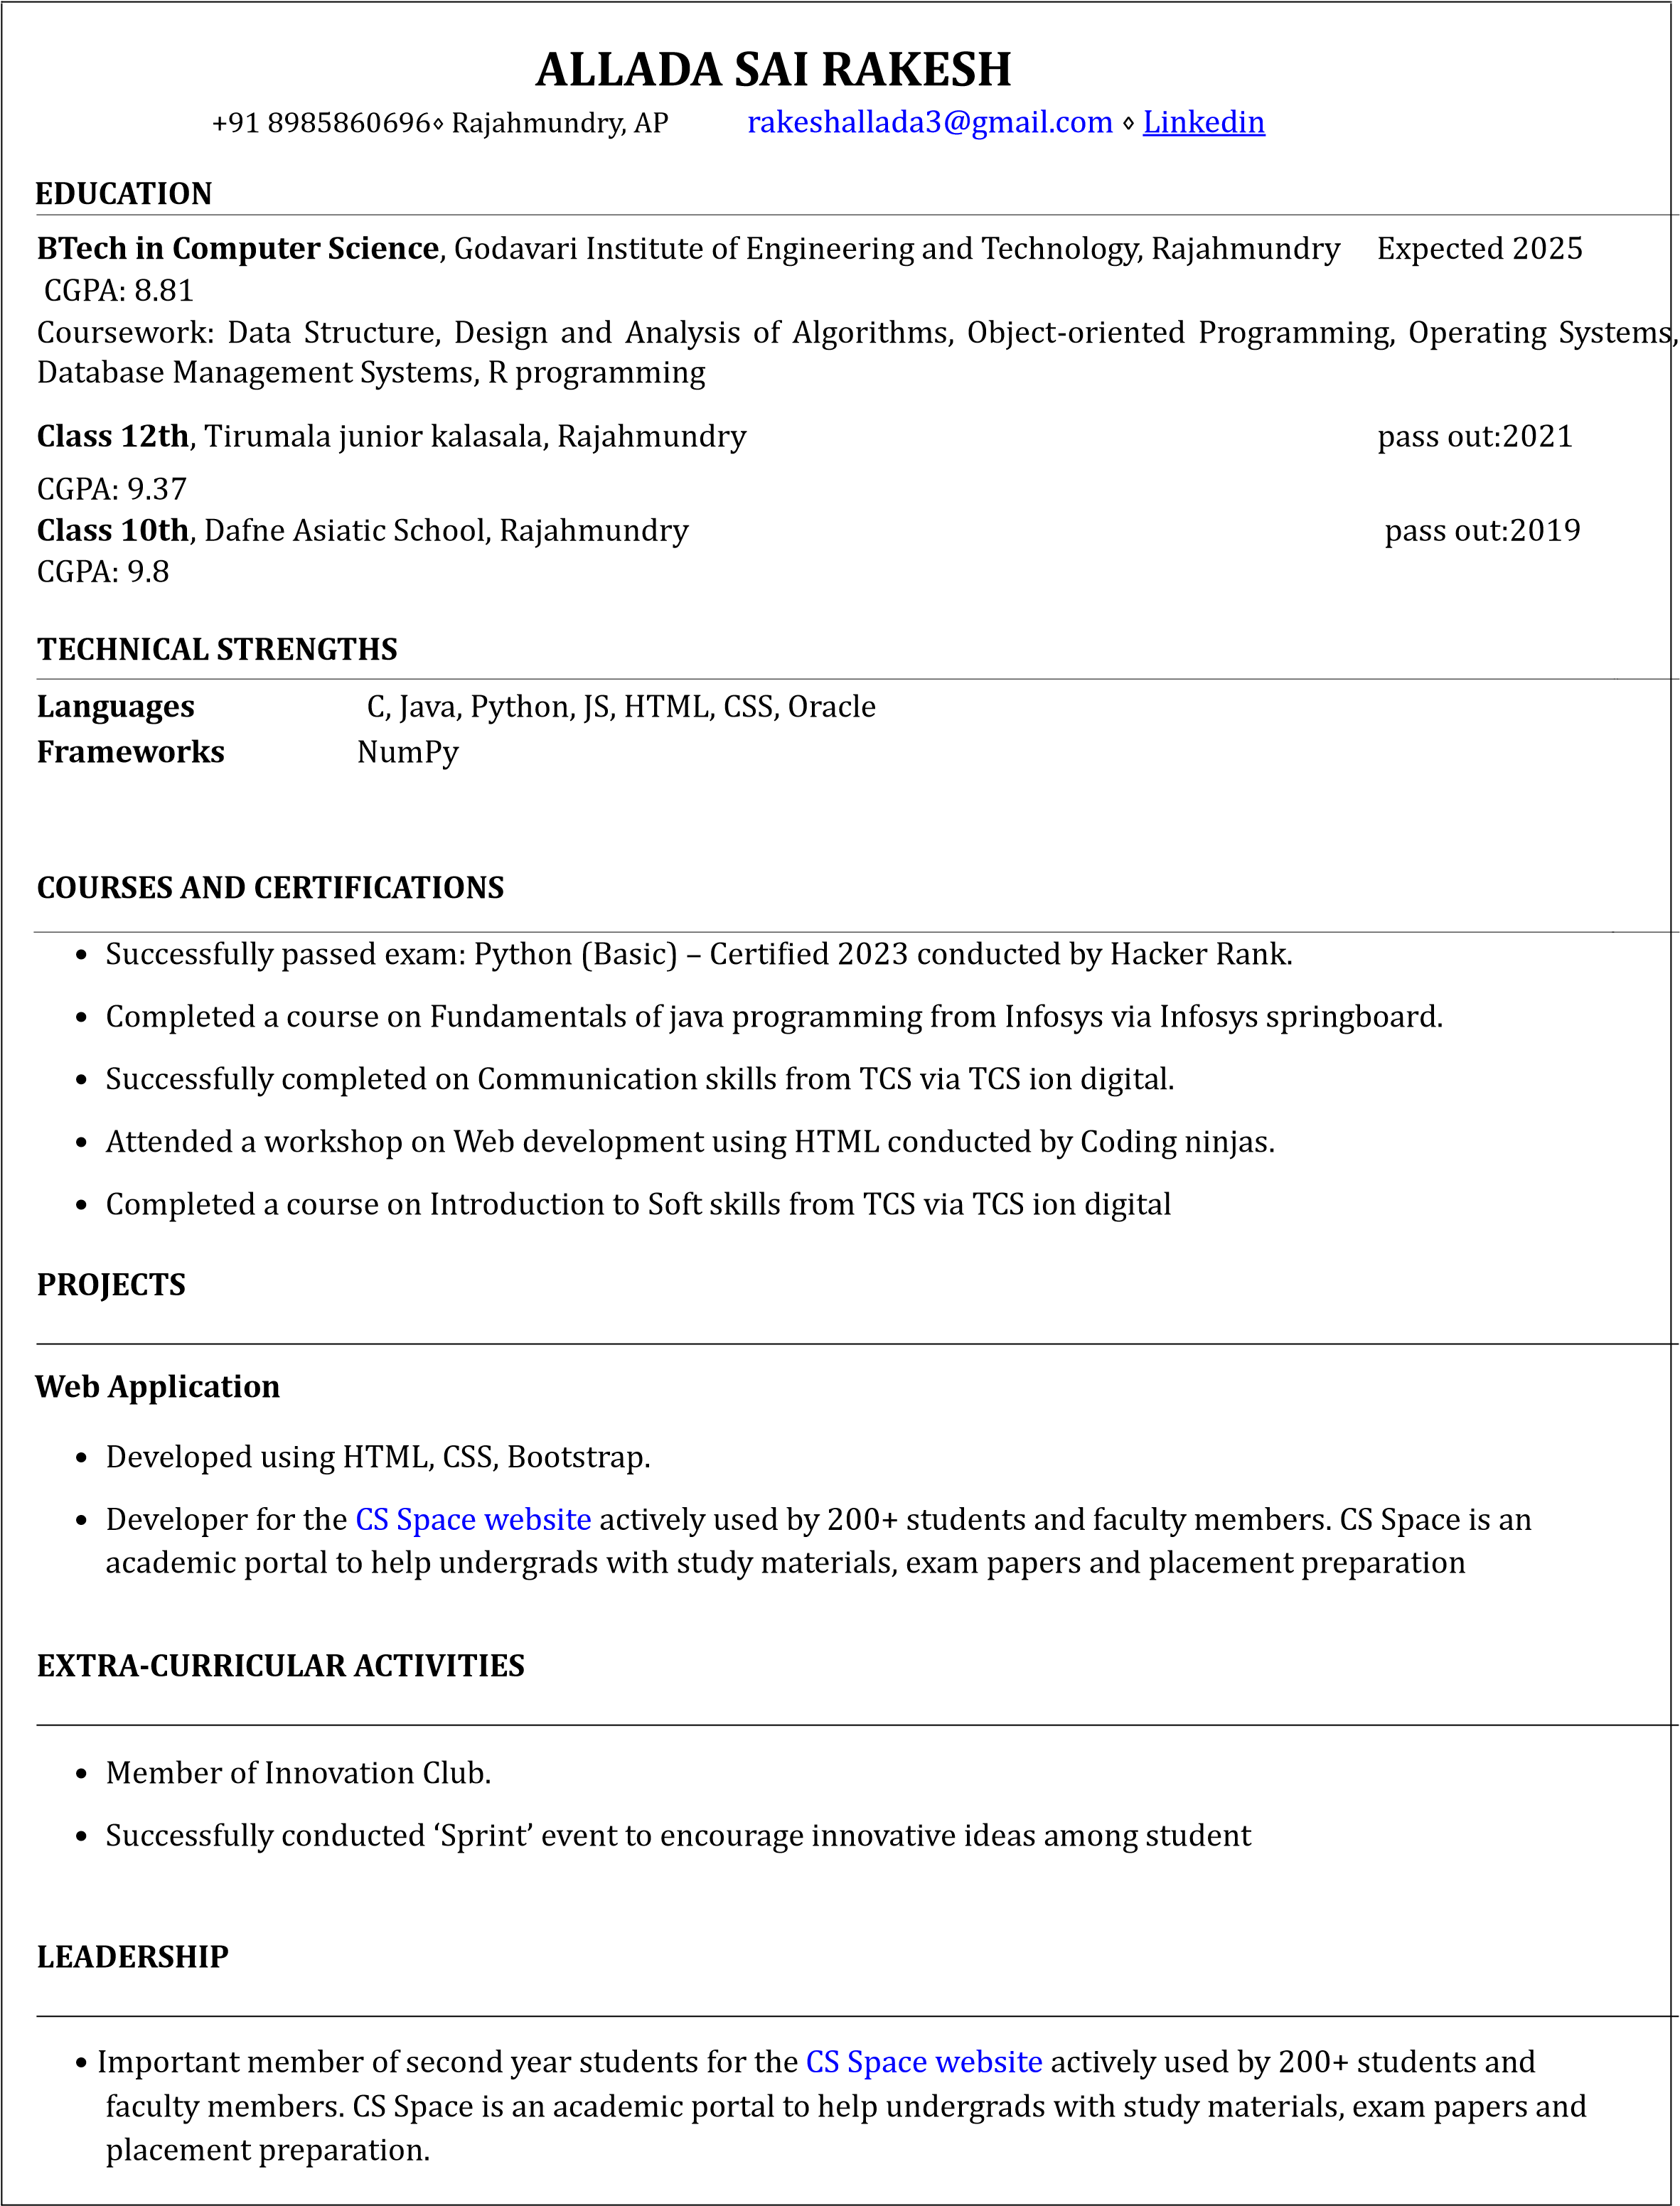 ALLADA SAI RAKESH
+91 8985860696⋄ Rajahmundry, AP rakeshallada3@gmail.com ⋄ Linkedin
EDUCATION
BTech in Computer Science, Godavari Institute of Engineering and Technology, Rajahmundry Expected 2025
CGPA: 8.81
Coursework: Data Structure, Design and Analysis of Algorithms, Object-oriented Programming, Operating Systems,
Database Management Systems, R programming
Class 12th, Tirumala junior kalasala, Rajahmundry pass out:2021
CGPA: 9.37
Class 10th, Dafne Asiatic School, Rajahmundry pass out:2019
CGPA: 9.8
TECHNICAL STRENGTHS
Languages C, Java, Python, JS, HTML, CSS, Oracle
Frameworks NumPy
COURSES AND CERTIFICATIONS
• Successfully passed exam: Python (Basic) – Certified 2023 conducted by Hacker Rank.
• Completed a course on Fundamentals of java programming from Infosys via Infosys springboard.
• Successfully completed on Communication skills from TCS via TCS ion digital.
• Attended a workshop on Web development using HTML conducted by Coding ninjas.
• Completed a course on Introduction to Soft skills from TCS via TCS ion digital
PROJECTS
Web Application
• Developed using HTML, CSS, Bootstrap.
• Developer for the CS Space website actively used by 200+ students and faculty members. CS Space is an
academic portal to help undergrads with study materials, exam papers and placement preparation
EXTRA-CURRICULAR ACTIVITIES
• Member of Innovation Club.
• Successfully conducted ‘Sprint’ event to encourage innovative ideas among student
LEADERSHIP
• Important member of second year students for the CS Space website actively used by 200+ students and
faculty members. CS Space is an academic portal to help undergrads with study materials, exam papers and
placement preparation.